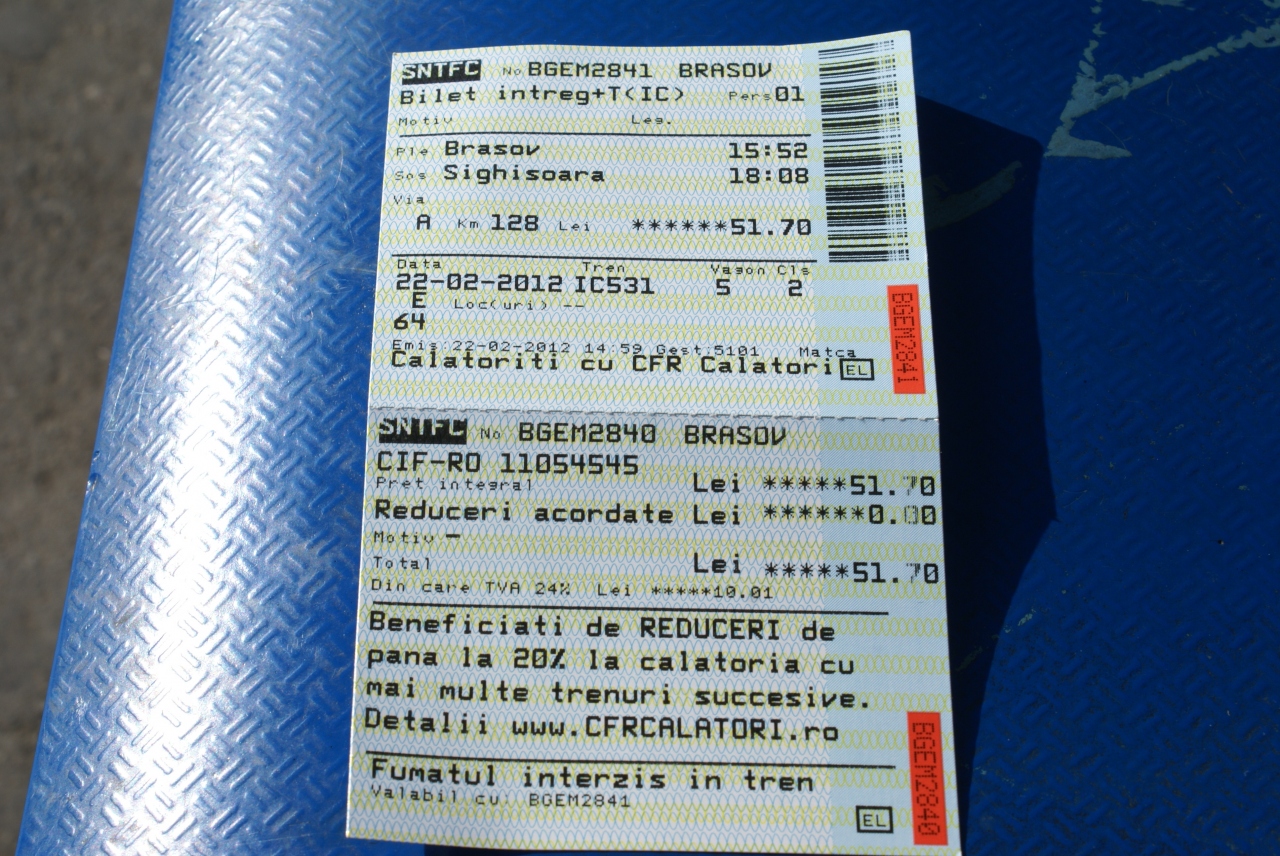 SNTFC No BGEM2841 BRASOV
Bilet intreg+T(IC) Pers 01
Motiv Leg.
Ple Brasov 15:52
Sos Sighisoara 18:08
Via
A Km 128 Lei ******51.70
Data Tren Vagon Cls
22-02-2012 IC531 5 2
E Loc(uri) --
64
Emis:22-02-2012 14:59 Gest:5101 Matca
Calatoriti cu CFR Calatori EL
BGEM2841
SNTFC No BGEM2840 BRASOV
CIF-RO 11054545
Pret integral Lei *****51.70
Reduceri acordate Lei ******0.00
Motiv -
Total Lei *****51.70
Din care TVA 24% Lei *****10.01
Beneficiati de REDUCERI de
pana la 20% la calatoria cu
mai multe trenuri succesive.
Detalii www.CFRCALATORI.ro
Fumatul interzis in tren
Valabil cu BGEM2841
EL
BGEM2840